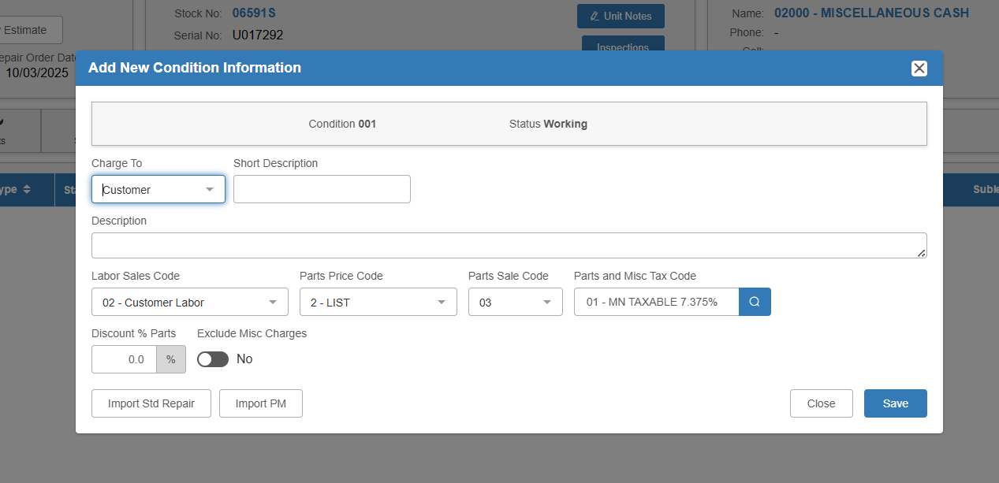 Stock No: 06591S
Unit Notes
Name: 02000 - MISCELLANEOUS CASH
Estimate
Serial No: U017292
Phone: -
Inspections
epair Order Date
10/03/2025
Add New Condition Information
Condition 001
Status Working
Charge To
Short Description
Customer
ype
Sta
Suble
Description
Labor Sales Code
Parts Price Code
Parts Sale Code
Parts and Misc Tax Code
02 - Customer Labor
2 - LIST
03
01 - MN TAXABLE 7.375%
Discount % Parts
Exclude Misc Charges
0.0 %
No
Import Std Repair
Import PM
Close
Save